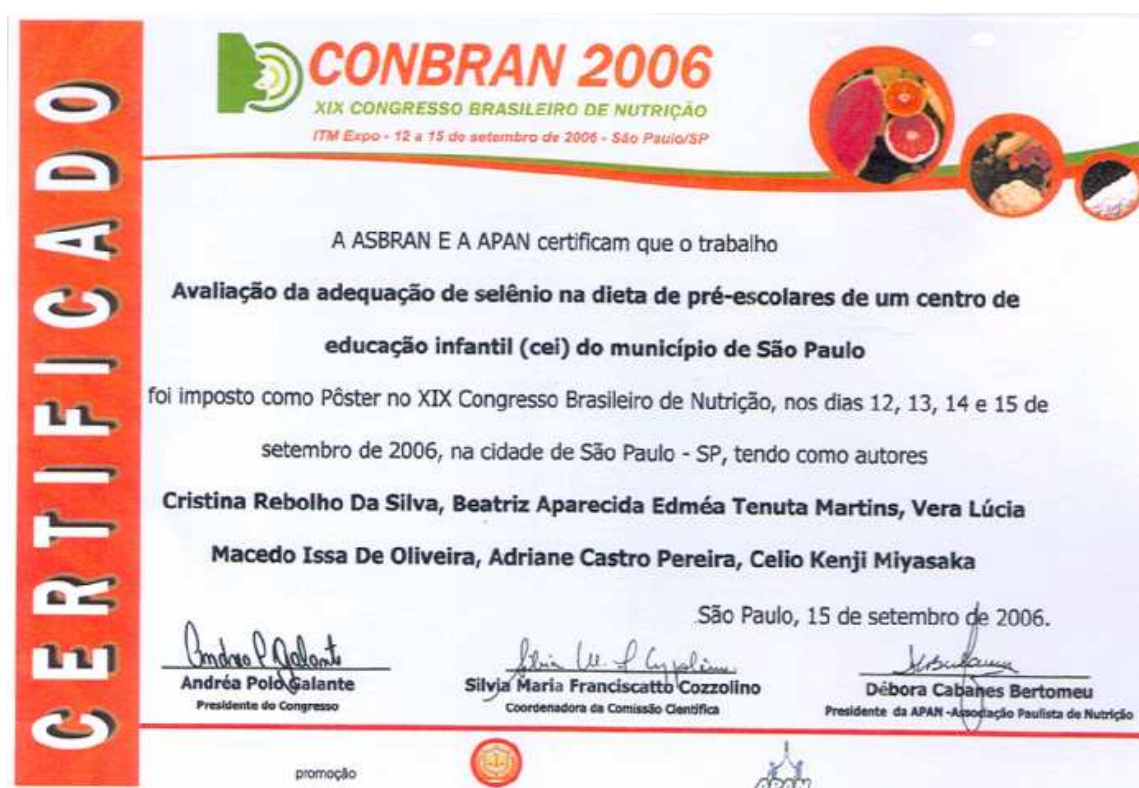 CERTIFICADO
CONBRAN 2006
XIX CONGRESSO BRASILEIRO DE NUTRIÇÃO
ITM Expo - 12 a 15 de setembro de 2006 - São Paulo/SP
A ASBRAN E A APAN certificam que o trabalho
Avaliação da adequação de selênio na dieta de pré-escolares de um centro de
educação infantil (cei) do município de São Paulo
foi imposto como Pôster no XIX Congresso Brasileiro de Nutrição, nos dias 12, 13, 14 e 15 de
setembro de 2006, na cidade de São Paulo - SP, tendo como autores
Cristina Rebolho Da Silva, Beatriz Aparecida Edméa Tenuta Martins, Vera Lúcia
Macedo Issa De Oliveira, Adriane Castro Pereira, Celio Kenji Miyasaka
São Paulo, 15 de setembro de 2006.
Andréa Polo Galante
Presidente do Congresso
Silvia Maria Franciscatto Cozzolino
Coordenadora da Comissão Científica
Débora Cabanes Bertomeu
Presidente da APAN -Associação Paulista de Nutrição
promoção
APAN